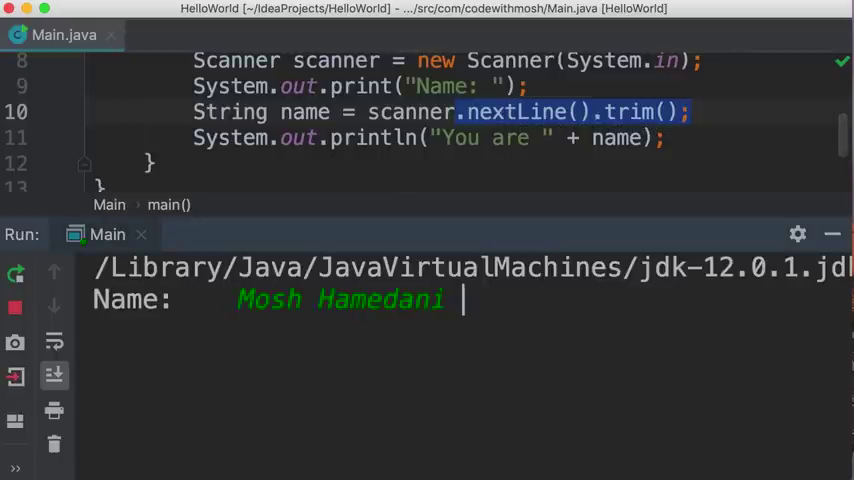 HelloWorld [~/IdeaProjects/HelloWorld] - .../src/com/codewithmosh/Main.java [HelloWorld]
Main.java
8 Scanner scanner = new Scanner(System.in);
9 System.out.print("Name: ");
10 String name = scanner.nextLine().trim();
11 System.out.println("You are " + name);
12 }
13 }
Main › main()
Run: Main
/Library/Java/JavaVirtualMachines/jdk-12.0.1.jd
Name: Mosh Hamedani